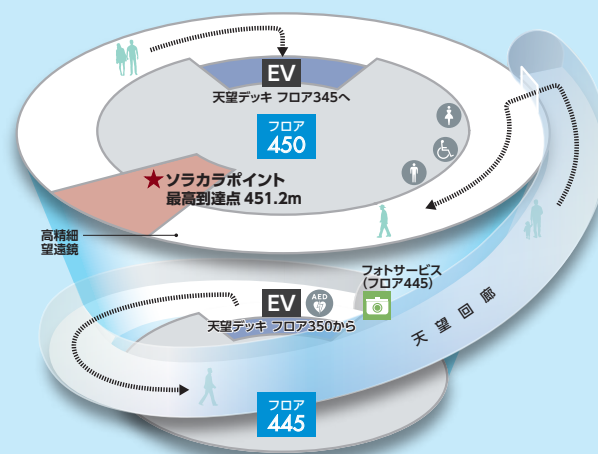 EV
天望デッキ フロア345へ
フロア
450
★ソラカラポイント
最高到達点 451.2m
高精細
望遠鏡
フォトサービス
(フロア445)
EV
AED
天望デッキ フロア350から
天望回廊
フロア
445